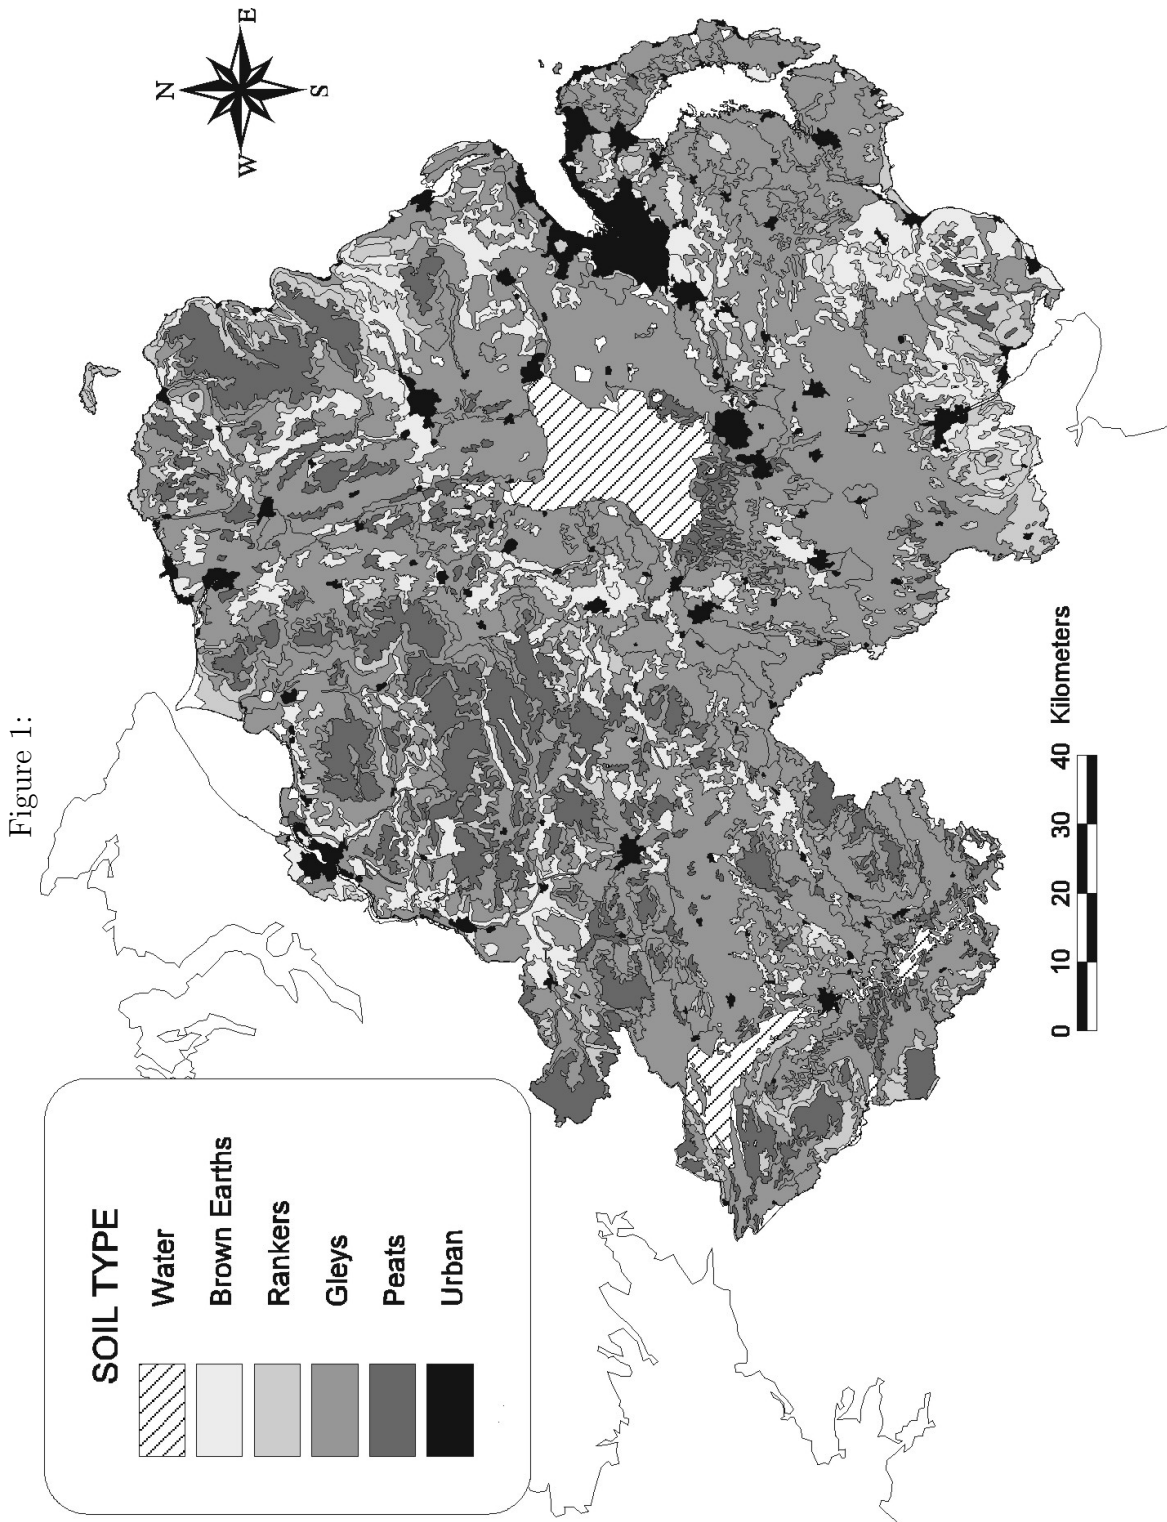 Figure 1:
N
W
E
S
SOIL TYPE
Water
Brown Earths
Rankers
Gleys
Peats
Urban
0 10 20 30 40 Kilometers